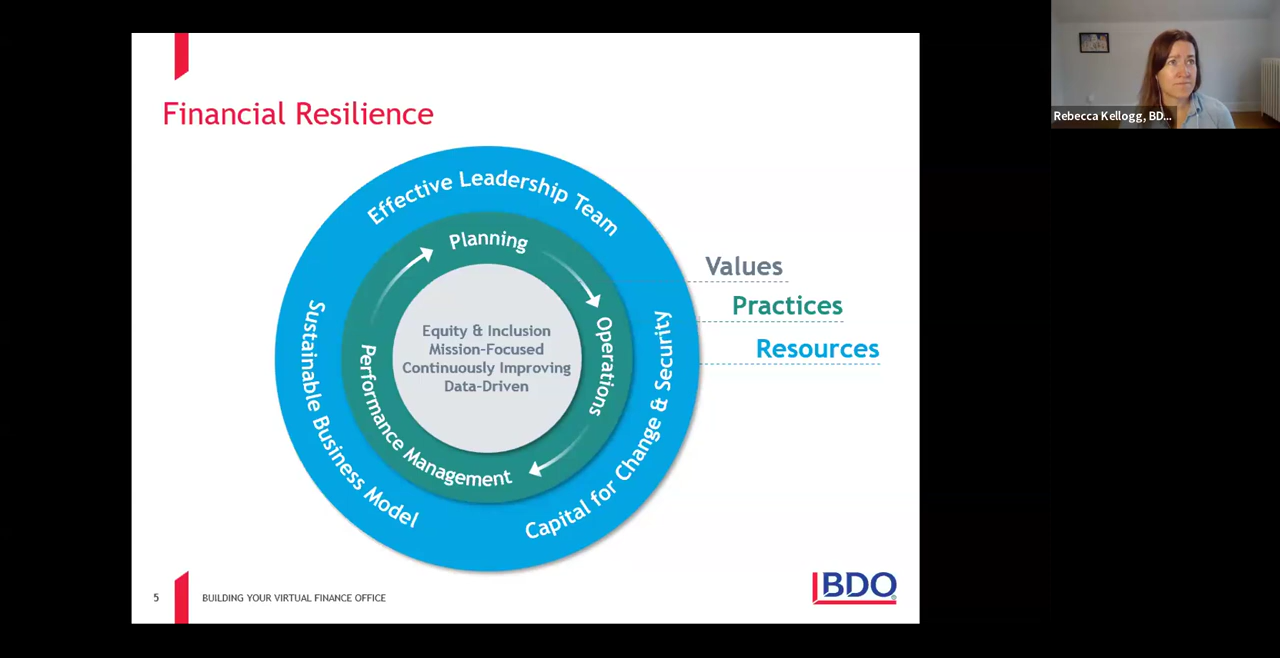 Financial Resilience
Effective Leadership Team
Planning
Operations
Performance Management
Equity & Inclusion
Mission-Focused
Continuously Improving
Data-Driven
Sustainable Business Model
Capital for Change & Security
Values
Practices
Resources
5
BUILDING YOUR VIRTUAL FINANCE OFFICE
BDO
Rebecca Kellogg, BD...